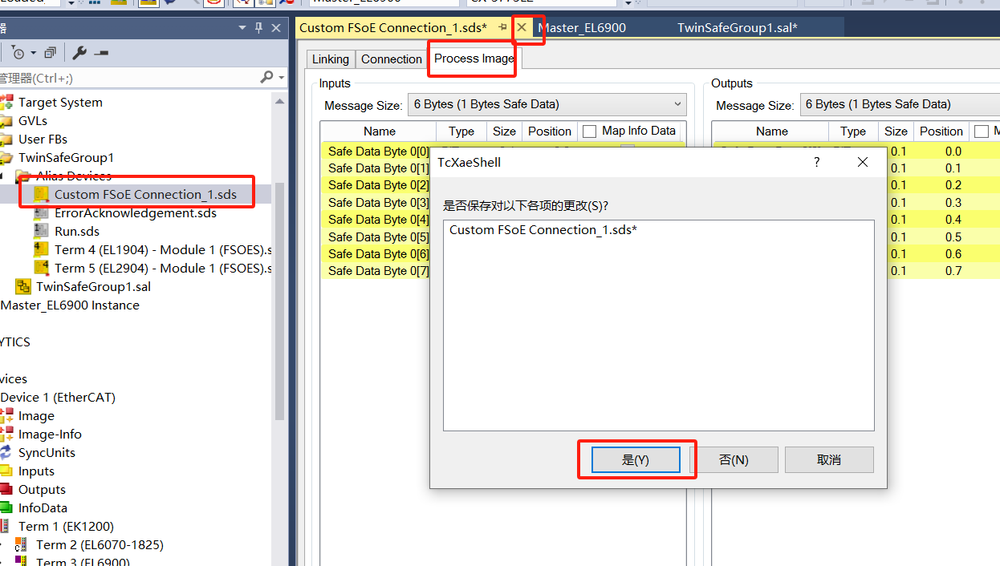 Custom FSoE Connection_1.sds*
Master_EL6900
TwinSafeGroup1.sal*
Linking
Connection
Process Image
管理器(Ctrl+;)
Target System
GVLs
User FBs
TwinSafeGroup1
Alias Devices
Custom FSoE Connection_1.sds
ErrorAcknowledgement.sds
Run.sds
Term 4 (EL1904) - Module 1 (FSOES).s
Term 5 (EL2904) - Module 1 (FSOES).s
TwinSafeGroup1.sal
Master_EL6900 Instance
YTICS
vices
Device 1 (EtherCAT)
Image
Image-Info
SyncUnits
Inputs
Outputs
InfoData
Term 1 (EK1200)
Term 2 (EL6070-1825)
Term 3 (EL6900)
Inputs
Message Size: 6 Bytes (1 Bytes Safe Data)
Name Type Size Position Map Info Data
Safe Data Byte 0[0]
Safe Data Byte 0[1]
Safe Data Byte 0[2]
Safe Data Byte 0[3]
Safe Data Byte 0[4]
Safe Data Byte 0[5]
Safe Data Byte 0[6]
Safe Data Byte 0[7]
Outputs
Message Size: 6 Bytes (1 Bytes Safe Data)
Name Type Size Position M
0.1 0.0
0.1 0.1
0.1 0.2
0.1 0.3
0.1 0.4
0.1 0.5
0.1 0.6
0.1 0.7
TcXaeShell
?
是否保存对以下各项的更改(S)?
Custom FSoE Connection_1.sds*
是(Y)
否(N)
取消